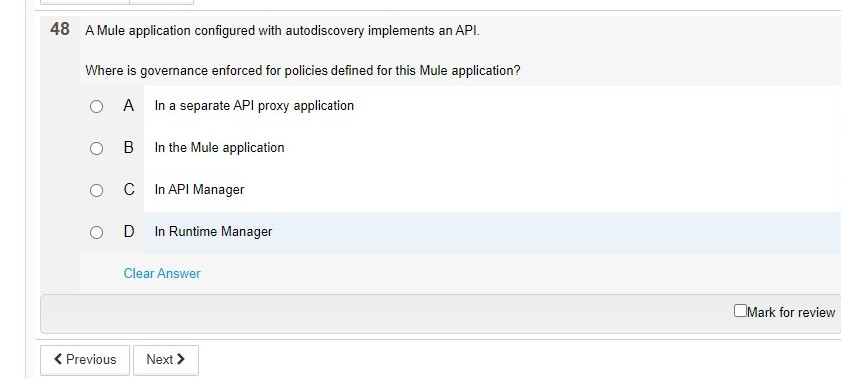 48 A Mule application configured with autodiscovery implements an API.
Where is governance enforced for policies defined for this Mule application?
A In a separate API proxy application
B In the Mule application
C In API Manager
D In Runtime Manager
Clear Answer
Mark for review
Previous Next